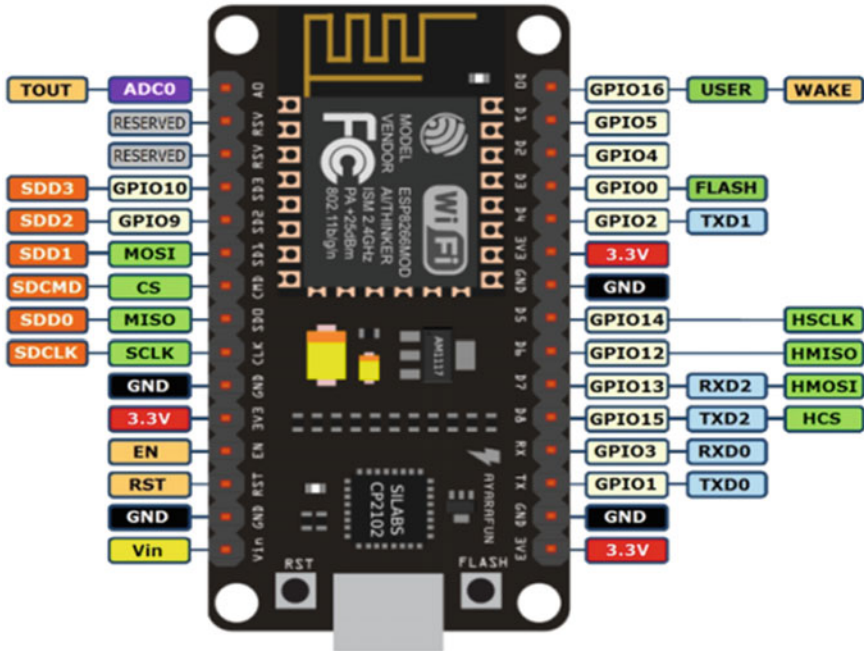 TOUT ADC0 A0 D0 GPIO16 USER WAKE
RESERVED RSV D1 GPIO5
RESERVED RSV D2 GPIO4
SDD3 GPIO10 SD3 D3 GPIO0 FLASH
SDD2 GPIO9 SD2 D4 GPIO2 TXD1
SDD1 MOSI SD1 3V3 3.3V
SDCMD CS CMD GND GND
SDD0 MISO SD0 D5 GPIO14 HSCLK
SDCLK SCLK CLK D6 GPIO12 HMISO
GND GND D7 GPIO13 RXD2 HMOSI
3.3V 3V3 D8 GPIO15 TXD2 HCS
EN EN RX GPIO3 RXD0
RST RST TX GPIO1 TXD0
GND GND GND GND
Vin Vin 3V3 3.3V
MODEL
VENDOR
ESP8266MOD
AI/THINKER
ISM 2.4GHz
PA +25dBm
802.11b/g/n
FC
Wi Fi
AM1117
SILABS
CP2102
AYARAFUN
RST
FLASH